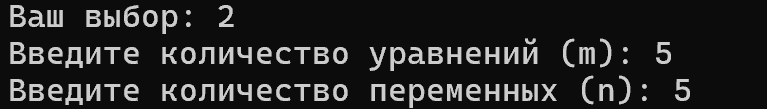 Ваш выбор: 2
Введите количество уравнений (m): 5
Введите количество переменных (n): 5